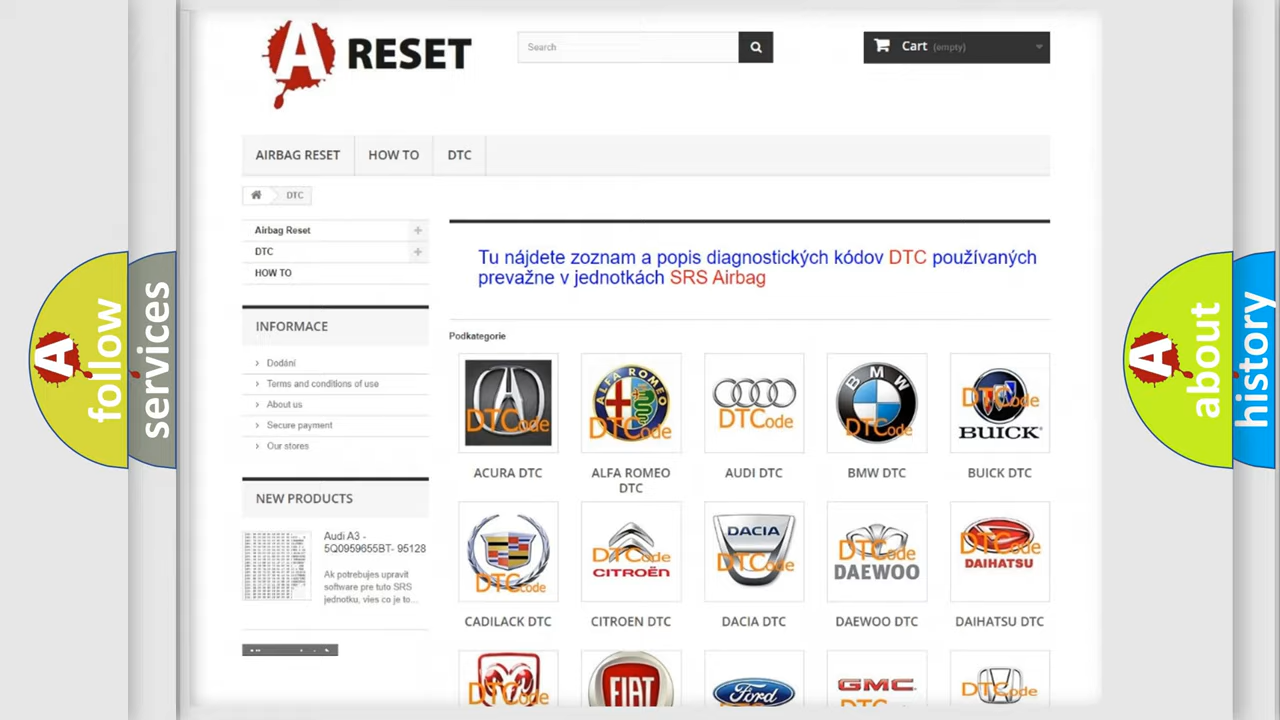 A RESET
Search
Cart (empty)
AIRBAG RESET
HOW TO
DTC
DTC
Airbag Reset
DTC
HOW TO
INFORMACE
Dodání
Terms and conditions of use
About us
Secure payment
Our stores
NEW PRODUCTS
Audi A3 -
5Q0959655BT- 95128
Ak potrebujes upravit
software pre tuto SRS
jednotku, vies co je to...
Tu nájdete zoznam a popis diagnostických kódov DTC používaných
prevažne v jednotkách SRS Airbag
Podkategorie
DTCode
ALFA ROMEO
DTCode
DTCode
BMW
DTCode
DTCode
BUICK
ACURA DTC
ALFA ROMEO
DTC
AUDI DTC
BMW DTC
BUICK DTC
DTCode
DTCode
CITROËN
DACIA
DTCode
DTCode
DAEWOO
DTCode
DAIHATSU
CADILACK DTC
CITROEN DTC
DACIA DTC
DAEWOO DTC
DAIHATSU DTC
DTCode
FIAT
Ford
GMC
DTCode
A
follow
services
A
about
history